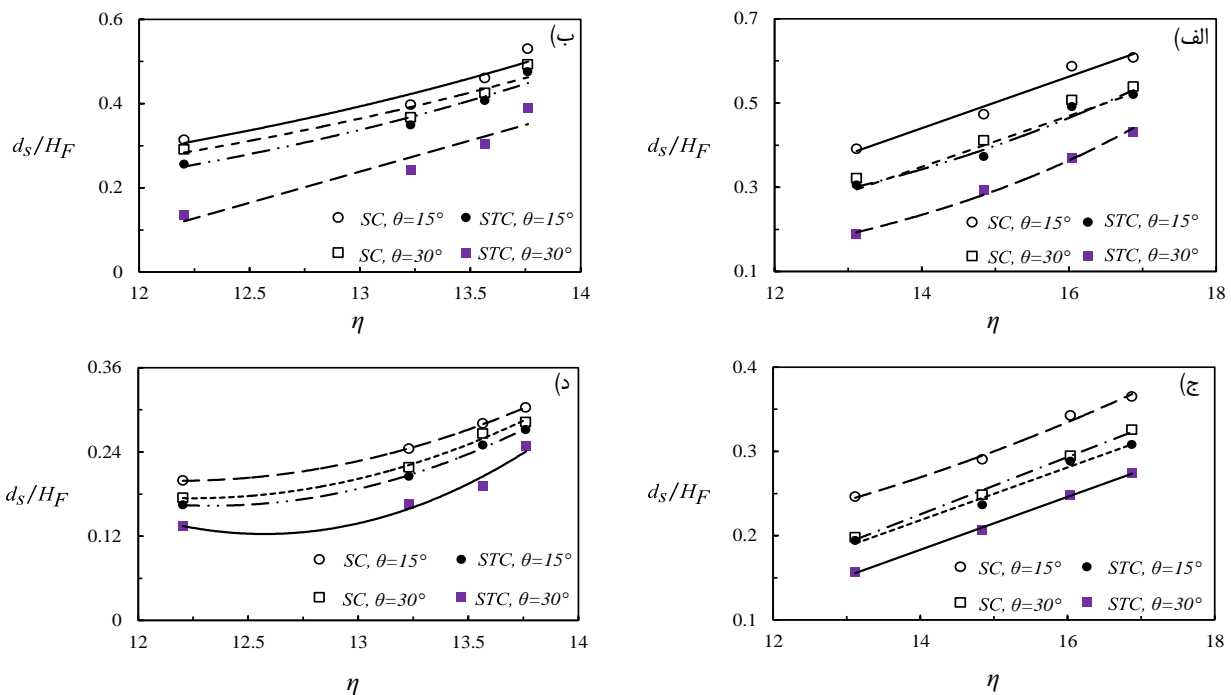 الف)
0.7
0.5
0.3
0.1
d_s/H_F
SC, θ=15°
STC, θ=15°
SC, θ=30°
STC, θ=30°
12
14
16
18
η
ب)
0.6
0.4
0.2
0
d_s/H_F
SC, θ=15°
STC, θ=15°
SC, θ=30°
STC, θ=30°
12
12.5
13
13.5
14
η
ج)
0.4
0.3
0.2
0.1
d_s/H_F
SC, θ=15°
STC, θ=15°
SC, θ=30°
STC, θ=30°
12
14
16
18
η
د)
0.36
0.24
0.12
0
d_s/H_F
SC, θ=15°
STC, θ=15°
SC, θ=30°
STC, θ=30°
12
12.5
13
13.5
14
η